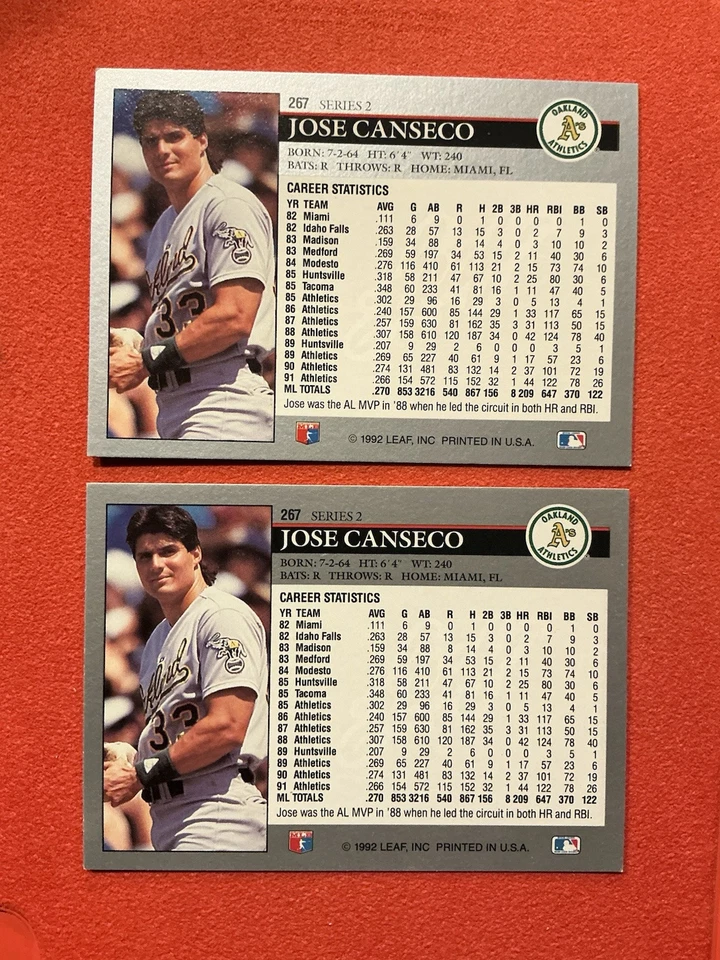 267 SERIES 2
JOSE CANSECO
OAKLAND A's ATHLETICS
BORN: 7-2-64 HT: 6'4" WT: 240
BATS: R THROWS: R HOME: MIAMI, FL
CAREER STATISTICS
YR TEAM AVG G AB R H 2B 3B HR RBI BB SB
82 Miami .111 6 9 0 1 0 0 0 0 1 0
82 Idaho Falls .263 28 57 13 15 3 0 2 7 9 3
83 Madison .159 34 88 8 14 4 0 3 10 10 2
83 Medford .269 59 197 34 53 15 2 11 40 30 6
84 Modesto .276 116 410 61 113 21 2 15 73 74 10
85 Huntsville .318 58 211 47 67 10 2 25 80 30 6
85 Tacoma .348 60 233 41 81 16 1 11 47 40 5
85 Athletics .302 29 96 16 29 3 0 5 13 4 1
86 Athletics .240 157 600 85 144 29 1 33 117 65 15
87 Athletics .257 159 630 81 162 35 3 31 113 50 15
88 Athletics .307 158 610 120 187 34 0 42 124 78 40
89 Huntsville .207 9 29 2 6 0 0 0 3 5 1
89 Athletics .269 65 227 40 61 9 1 17 57 23 6
90 Athletics .274 131 481 83 132 14 2 37 101 72 19
91 Athletics .266 154 572 115 152 32 1 44 122 78 26
ML TOTALS .270 853 3216 540 867 156 8 209 647 370 122
Jose was the AL MVP in '88 when he led the circuit in both HR and RBI.
© 1992 LEAF, INC PRINTED IN U.S.A.
33
267 SERIES 2
JOSE CANSECO
OAKLAND A's ATHLETICS
BORN: 7-2-64 HT: 6'4" WT: 240
BATS: R THROWS: R HOME: MIAMI, FL
CAREER STATISTICS
YR TEAM AVG G AB R H 2B 3B HR RBI BB SB
82 Miami .111 6 9 0 1 0 0 0 0 1 0
82 Idaho Falls .263 28 57 13 15 3 0 2 7 9 3
83 Madison .159 34 88 8 14 4 0 3 10 10 2
83 Medford .269 59 197 34 53 15 2 11 40 30 6
84 Modesto .276 116 410 61 113 21 2 15 73 74 10
85 Huntsville .318 58 211 47 67 10 2 25 80 30 6
85 Tacoma .348 60 233 41 81 16 1 11 47 40 5
85 Athletics .302 29 96 16 29 3 0 5 13 4 1
86 Athletics .240 157 600 85 144 29 1 33 117 65 15
87 Athletics .257 159 630 81 162 35 3 31 113 50 15
88 Athletics .307 158 610 120 187 34 0 42 124 78 40
89 Huntsville .207 9 29 2 6 0 0 0 3 5 1
89 Athletics .269 65 227 40 61 9 1 17 57 23 6
90 Athletics .274 131 481 83 132 14 2 37 101 72 19
91 Athletics .266 154 572 115 152 32 1 44 122 78 26
ML TOTALS .270 853 3216 540 867 156 8 209 647 370 122
Jose was the AL MVP in '88 when he led the circuit in both HR and RBI.
© 1992 LEAF, INC PRINTED IN U.S.A.
33